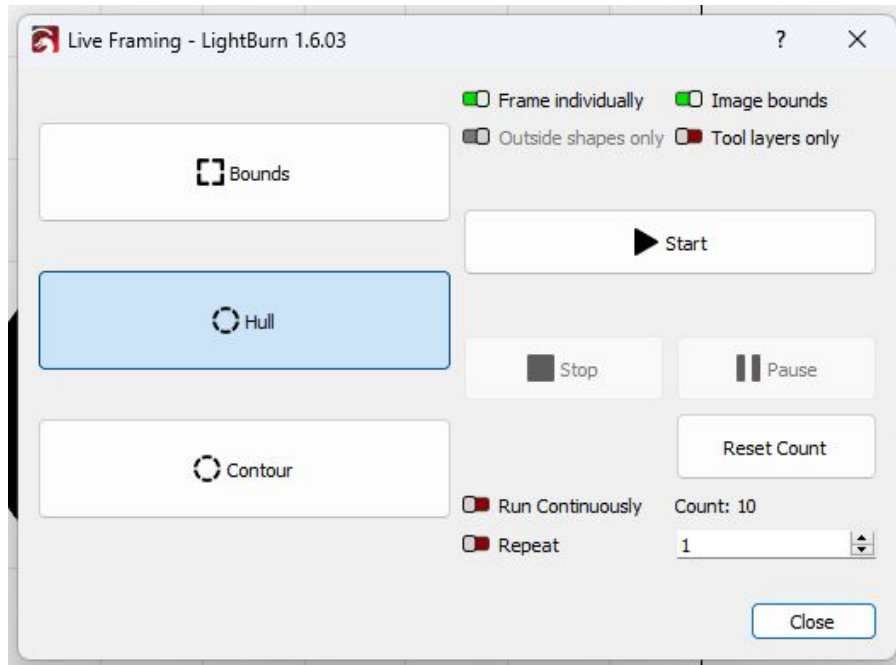 Live Framing - LightBurn 1.6.03
?
Frame individually
Image bounds
Outside shapes only
Tool layers only
Bounds
Start
Hull
Stop
Pause
Reset Count
Contour
Run Continuously
Count: 10
Repeat
1
Close